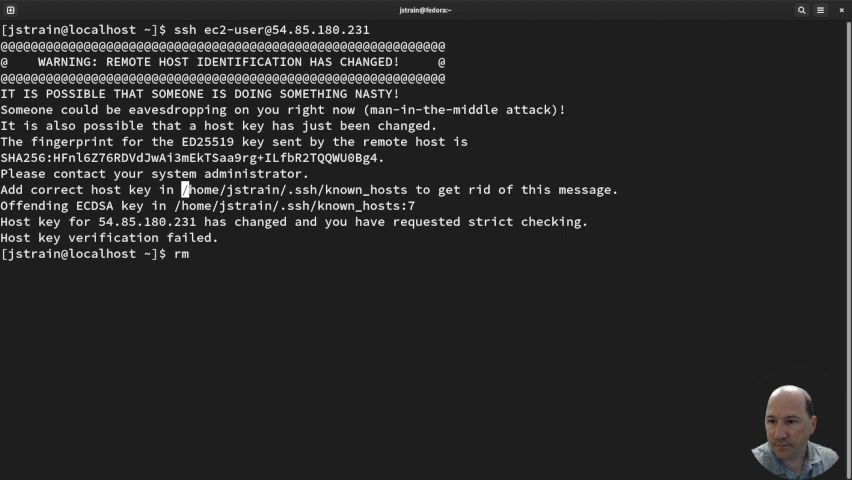 jstrain@fedora:~
[jstrain@localhost ~]$ ssh ec2-user@54.85.180.231
@@@@@@@@@@@@@@@@@@@@@@@@@@@@@@@@@@@@@@@@@@@@@@@@@@@@@@@@@@@
@    WARNING: REMOTE HOST IDENTIFICATION HAS CHANGED!     @
@@@@@@@@@@@@@@@@@@@@@@@@@@@@@@@@@@@@@@@@@@@@@@@@@@@@@@@@@@@
IT IS POSSIBLE THAT SOMEONE IS DOING SOMETHING NASTY!
Someone could be eavesdropping on you right now (man-in-the-middle attack)!
It is also possible that a host key has just been changed.
The fingerprint for the ED25519 key sent by the remote host is
SHA256:HFnl6Z76RDVdJwAi3mEkTSaa9rg+ILfbR2TQQWU0Bg4.
Please contact your system administrator.
Add correct host key in /home/jstrain/.ssh/known_hosts to get rid of this message.
Offending ECDSA key in /home/jstrain/.ssh/known_hosts:7
Host key for 54.85.180.231 has changed and you have requested strict checking.
Host key verification failed.
[jstrain@localhost ~]$ rm